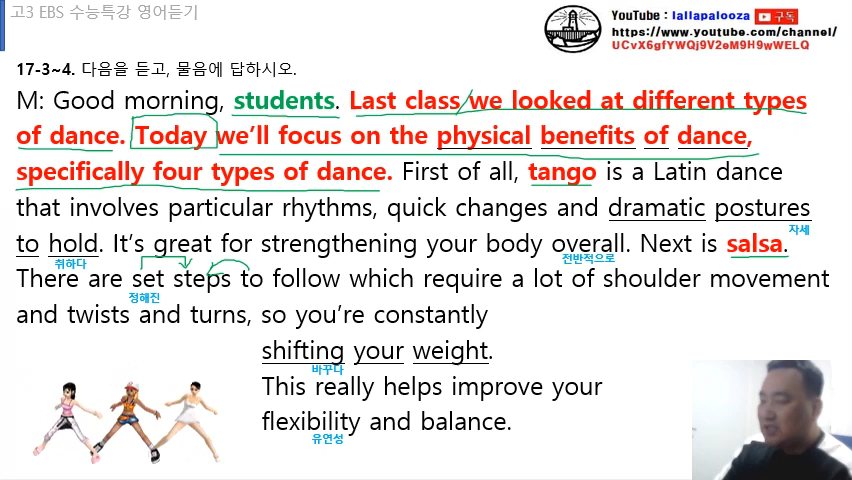 고3 EBS 수능특강 영어듣기
YouTube : lallapalooza 구독
https://www.youtube.com/channel/
UCvX6gfYWQj9V2eM9H9wWELQ
17-3~4. 다음을 듣고, 물음에 답하시오.
M: Good morning, students. Last class we looked at different types
of dance. Today we’ll focus on the physical benefits of dance,
specifically four types of dance. First of all, tango is a Latin dance
that involves particular rhythms, quick changes and dramatic postures
자세
to hold. It’s great for strengthening your body overall. Next is salsa.
취하다 전반적으로
There are set steps to follow which require a lot of shoulder movement
정해진
and twists and turns, so you’re constantly
shifting your weight.
바꾸다
This really helps improve your
flexibility and balance.
유연성